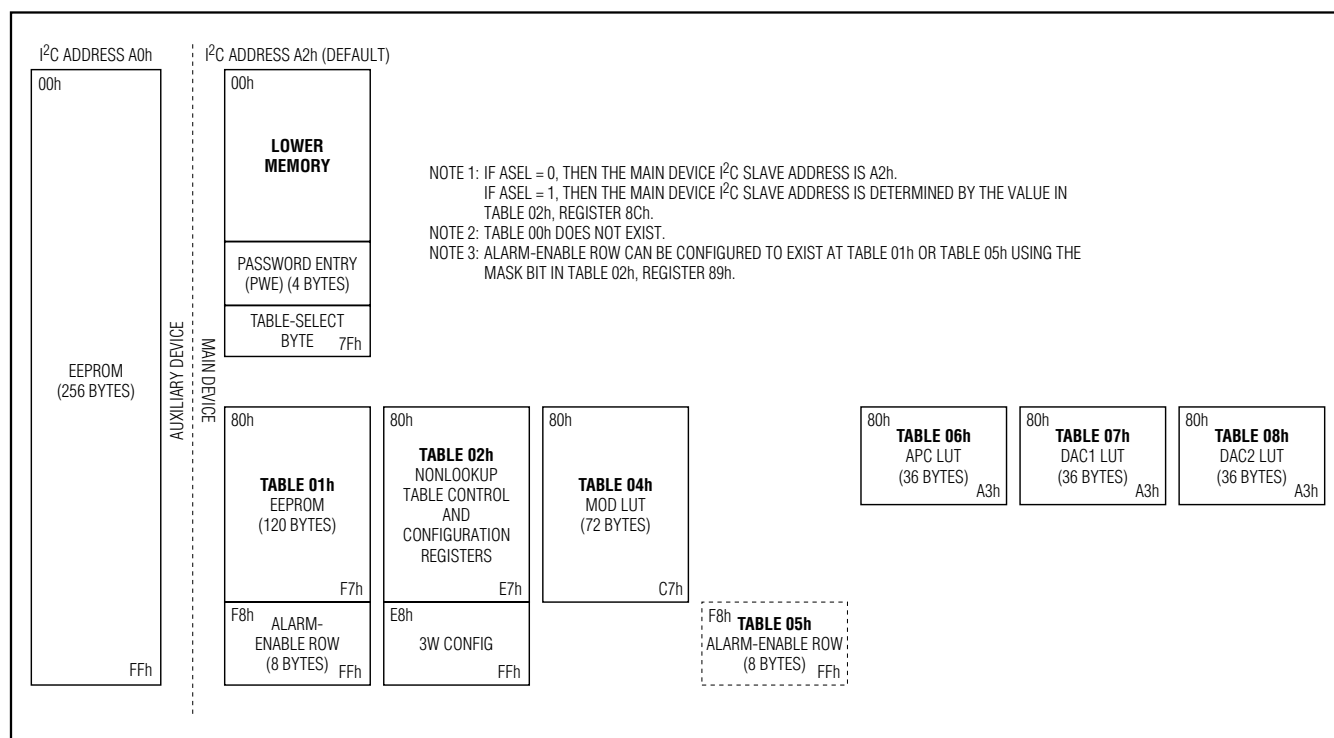 I2C ADDRESS A0h
00h
EEPROM
(256 BYTES)
FFh
AUXILIARY DEVICE
MAIN DEVICE
I2C ADDRESS A2h (DEFAULT)
00h
LOWER
MEMORY
PASSWORD ENTRY
(PWE) (4 BYTES)
TABLE-SELECT
BYTE
7Fh
NOTE 1: IF ASEL = 0, THEN THE MAIN DEVICE I2C SLAVE ADDRESS IS A2h.
IF ASEL = 1, THEN THE MAIN DEVICE I2C SLAVE ADDRESS IS DETERMINED BY THE VALUE IN
TABLE 02h, REGISTER 8Ch.
NOTE 2: TABLE 00h DOES NOT EXIST.
NOTE 3: ALARM-ENABLE ROW CAN BE CONFIGURED TO EXIST AT TABLE 01h OR TABLE 05h USING THE
MASK BIT IN TABLE 02h, REGISTER 89h.
80h
TABLE 01h
EEPROM
(120 BYTES)
F7h
F8h
ALARM-
ENABLE ROW
(8 BYTES)
FFh
80h
TABLE 02h
NONLOOKUP
TABLE CONTROL
AND
CONFIGURATION
REGISTERS
E7h
E8h
3W CONFIG
FFh
80h
TABLE 04h
MOD LUT
(72 BYTES)
C7h
F8h
TABLE 05h
ALARM-ENABLE ROW
(8 BYTES)
FFh
80h
TABLE 06h
APC LUT
(36 BYTES)
A3h
80h
TABLE 07h
DAC1 LUT
(36 BYTES)
A3h
80h
TABLE 08h
DAC2 LUT
(36 BYTES)
A3h